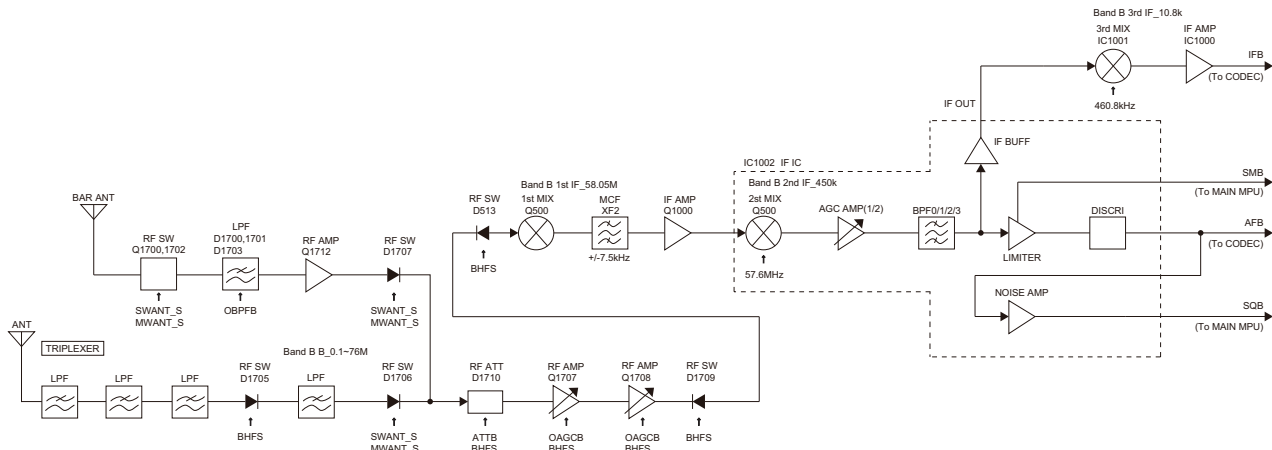 Band B 3rd IF_10.8k
3rd MIX
IC1001
IF AMP
IC1000
IFB
(To CODEC)
460.8kHz
IF OUT
IF BUFF
IC1002 IF IC
Band B 1st IF_58.05M
Band B 2nd IF_450k
SMB
(To MAIN MPU)
BAR ANT
RF SW
D513
1st MIX
Q500
MCF
XF2
IF AMP
Q1000
2st MIX
Q500
AGC AMP(1/2)
BPF0/1/2/3
DISCRI
AFB
(To CODEC)
RF SW
Q1700,1702
LPF
D1700,1701
D1703
RF AMP
Q1712
RF SW
D1707
BHFS
+/-7.5kHz
57.6MHz
LIMITER
SWANT_S
MWANT_S
OBPFB
SWANT_S
MWANT_S
NOISE AMP
SQB
(To MAIN MPU)
ANT
TRIPLEXER
Band B B_0.1~76M
LPF
LPF
LPF
RF SW
D1705
LPF
RF SW
D1706
RF ATT
D1710
RF AMP
Q1707
RF AMP
Q1708
RF SW
D1709
BHFS
SWANT_S
MWANT_S
ATTB
BHFS
OAGCB
BHFS
OAGCB
BHFS
BHFS